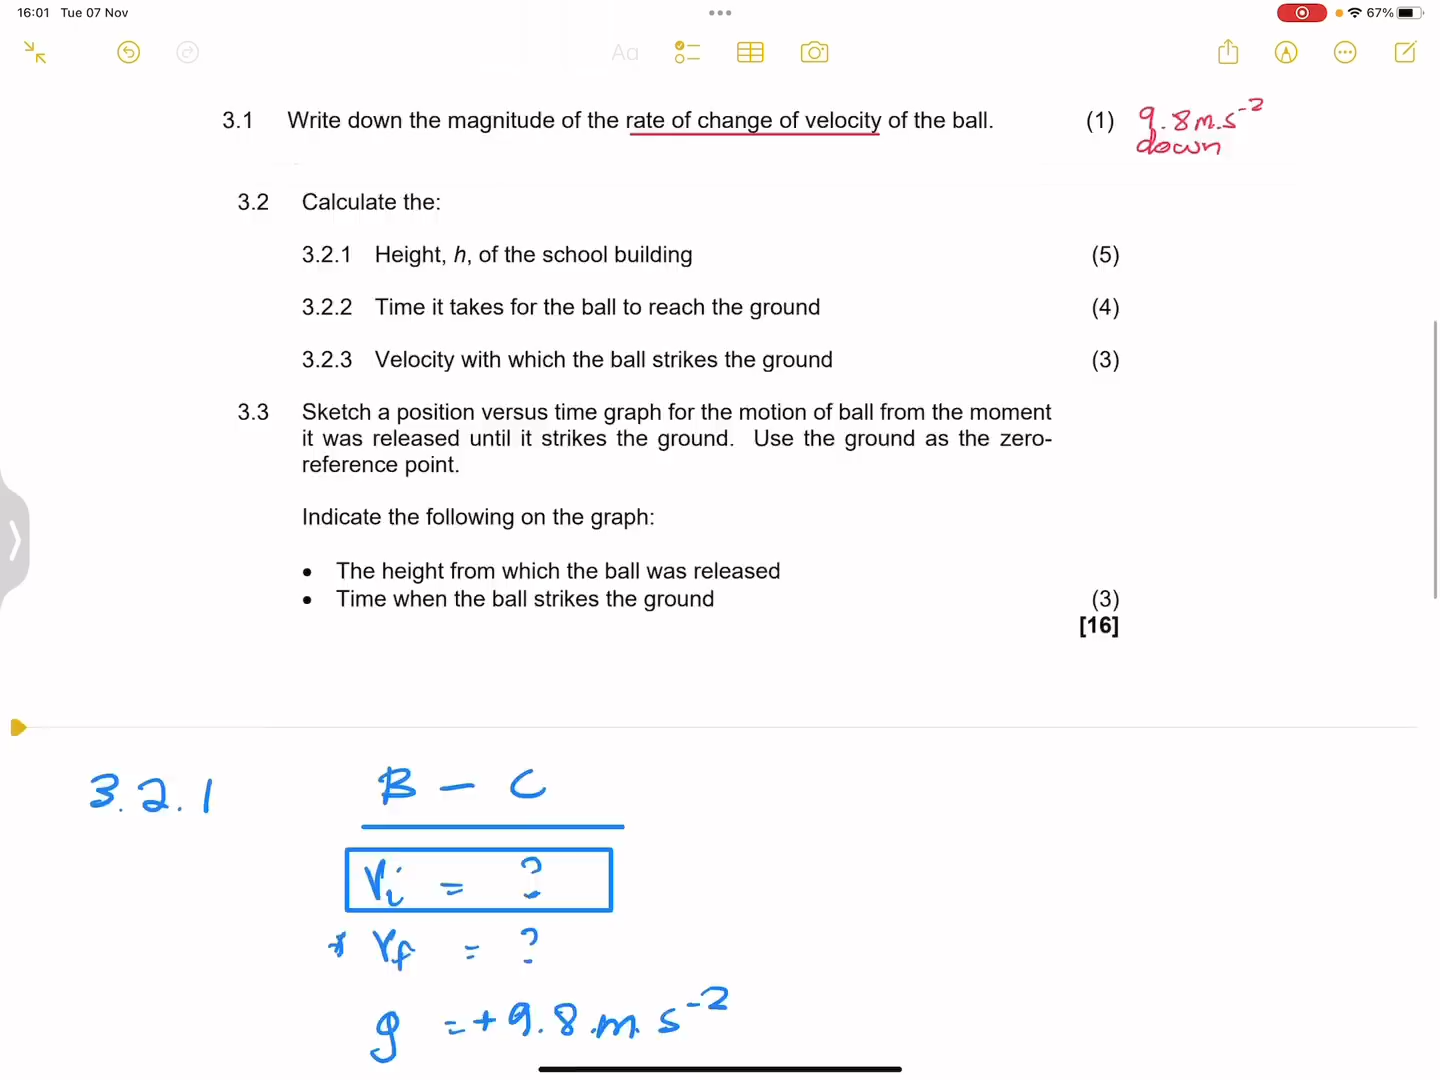 16:01 Tue 07 Nov
67%
Aa
3.1 Write down the magnitude of the rate of change of velocity of the ball. (1) 9.8 m.s⁻²
down
3.2 Calculate the:
3.2.1 Height, h, of the school building (5)
3.2.2 Time it takes for the ball to reach the ground (4)
3.2.3 Velocity with which the ball strikes the ground (3)
3.3 Sketch a position versus time graph for the motion of ball from the moment
it was released until it strikes the ground. Use the ground as the zero-
reference point.
Indicate the following on the graph:
• The height from which the ball was released
• Time when the ball strikes the ground (3)
[16]
3.2.1 B – C
vi = ?
* vf = ?
g = +9.8.m.s⁻²